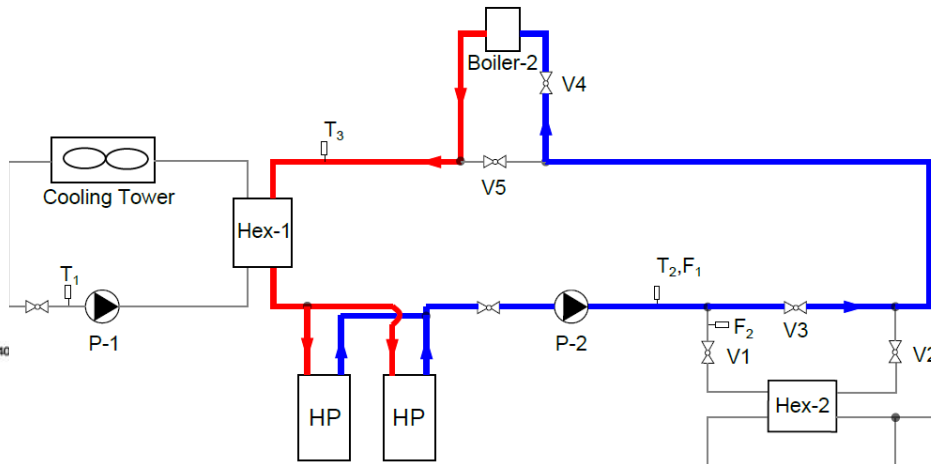 Boiler-2
V4
T3
V5
Cooling Tower
Hex-1
T1
T2,F1
P-1
P-2
V3
F2
V1
V2
40
HP
HP
Hex-2